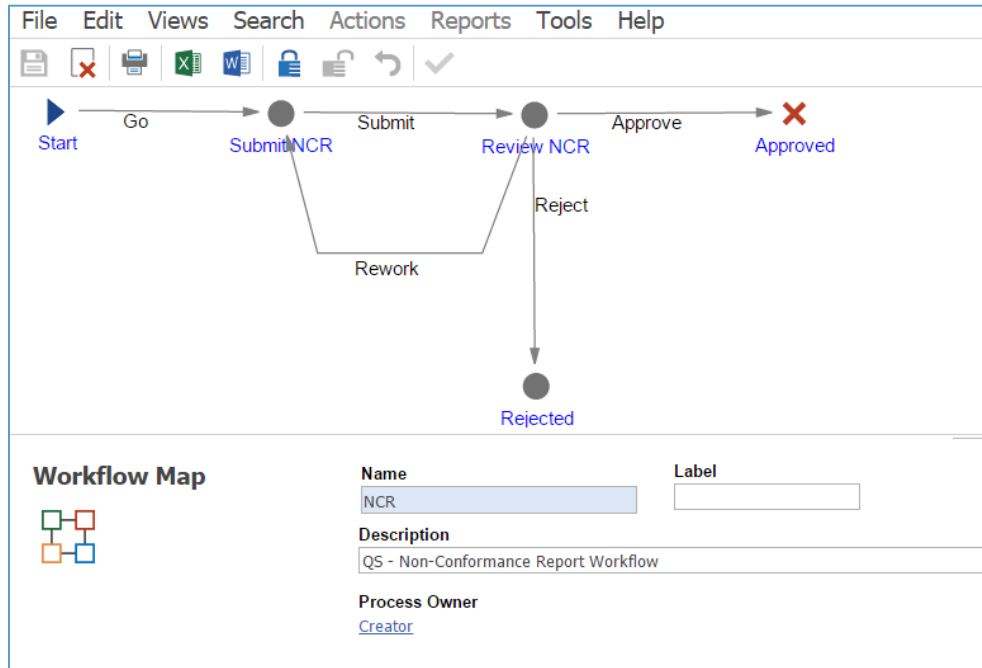 File Edit Views Search Actions Reports Tools Help
Go Submit Approve
Start Submit NCR Review NCR Approved
Reject
Rework
Rejected
Workflow Map
Name Label
NCR
Description
QS - Non-Conformance Report Workflow
Process Owner
Creator